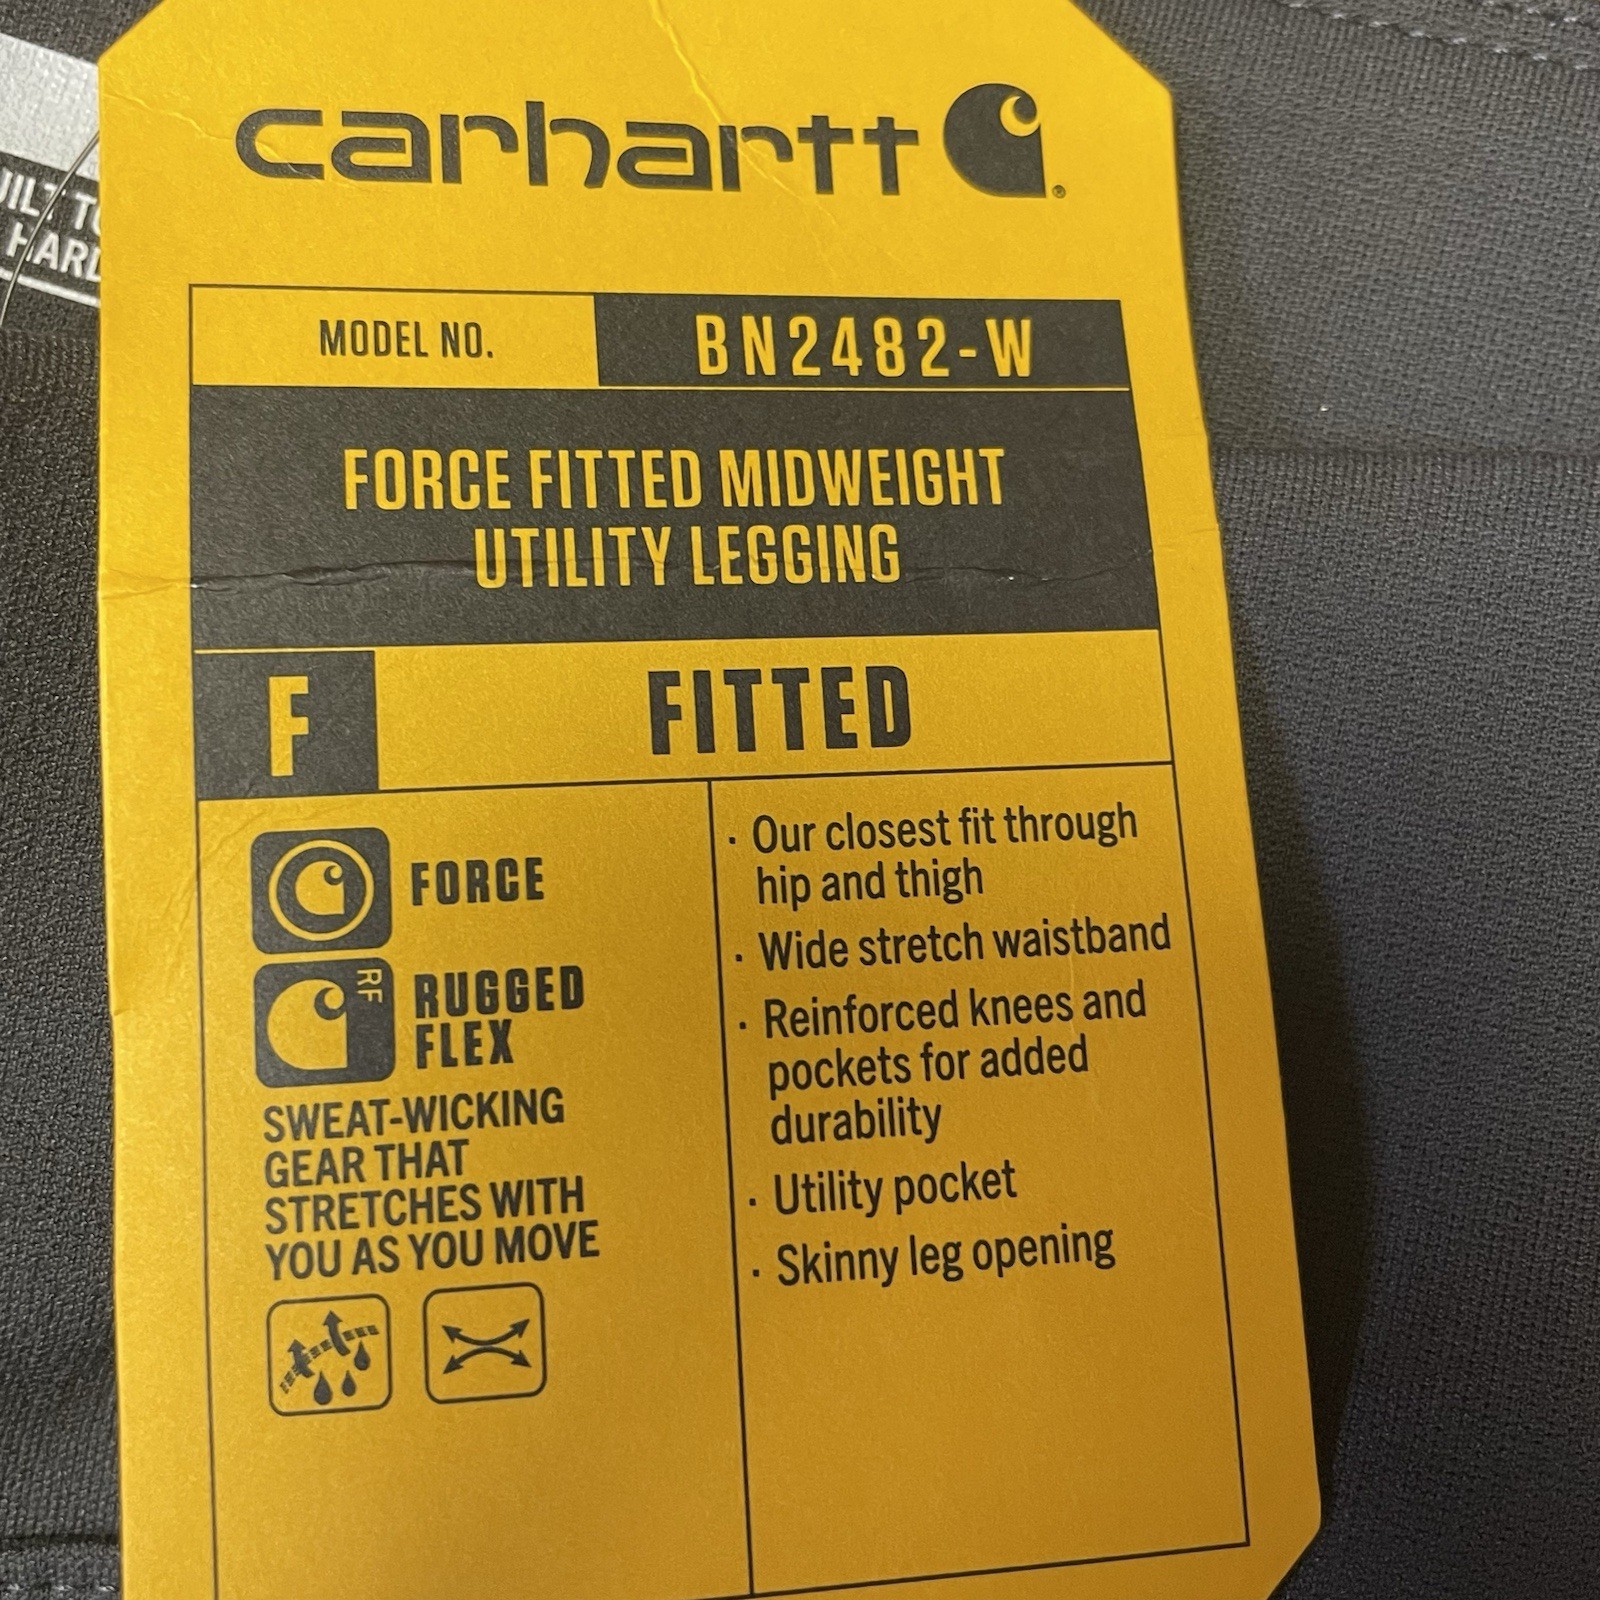 carhartt
TO
HARD
MODEL NO. BN2482-W
FORCE FITTED MIDWEIGHT
UTILITY LEGGING
F FITTED
FORCE
RF
RUGGED
FLEX
SWEAT-WICKING
GEAR THAT
STRETCHES WITH
YOU AS YOU MOVE
· Our closest fit through
hip and thigh
· Wide stretch waistband
· Reinforced knees and
pockets for added
durability
· Utility pocket
· Skinny leg opening